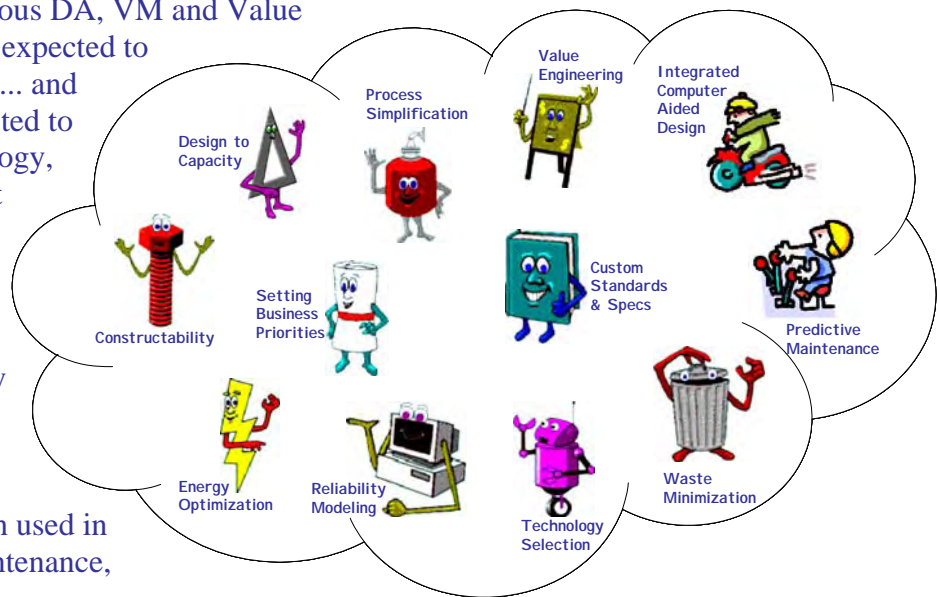 ous DA, VM and Value
expected to
... and
ted to
ogy,
t
y
n used in
ntenance,
Value
Engineering
Integrated
Computer
Aided
Design
Process
Simplification
Design to
Capacity
Constructability
Setting
Business
Priorities
Custom
Standards
& Specs
Predictive
Maintenance
Energy
Optimization
Reliability
Modeling
Technology
Selection
Waste
Minimization